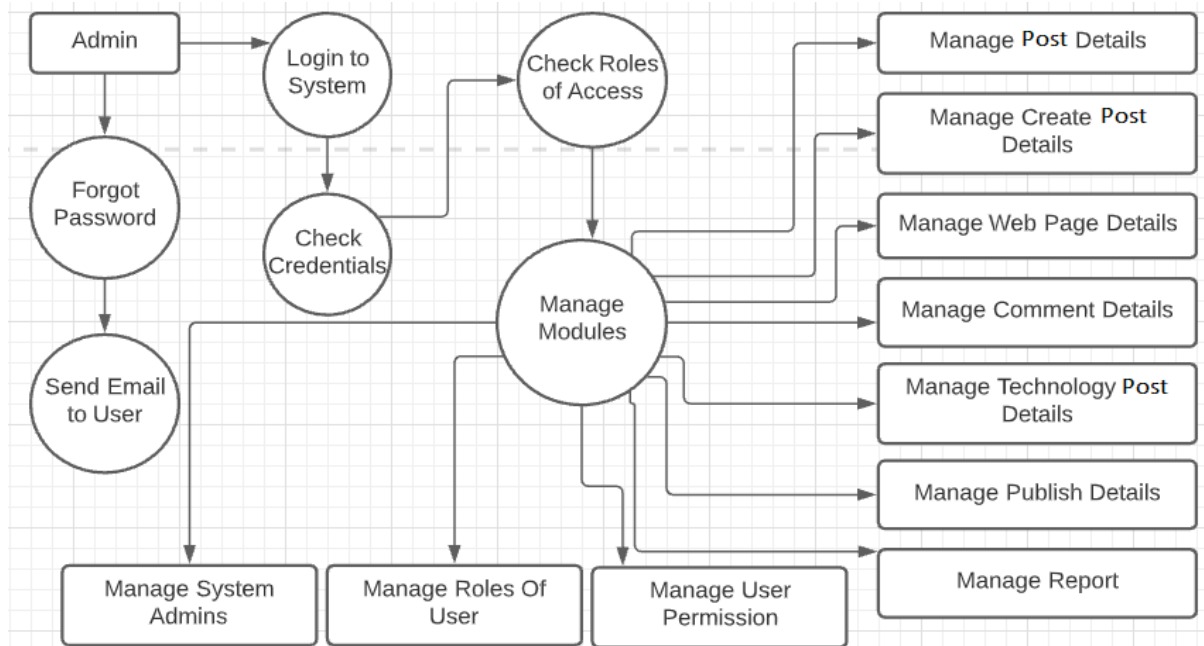 Admin
Login to
System
Check Roles
of Access
Manage Post Details
Manage Create Post
Details
Forgot
Password
Check
Credentials
Manage Web Page Details
Manage
Modules
Manage Comment Details
Send Email
to User
Manage Technology Post
Details
Manage Publish Details
Manage Report
Manage System
Admins
Manage Roles Of
User
Manage User
Permission